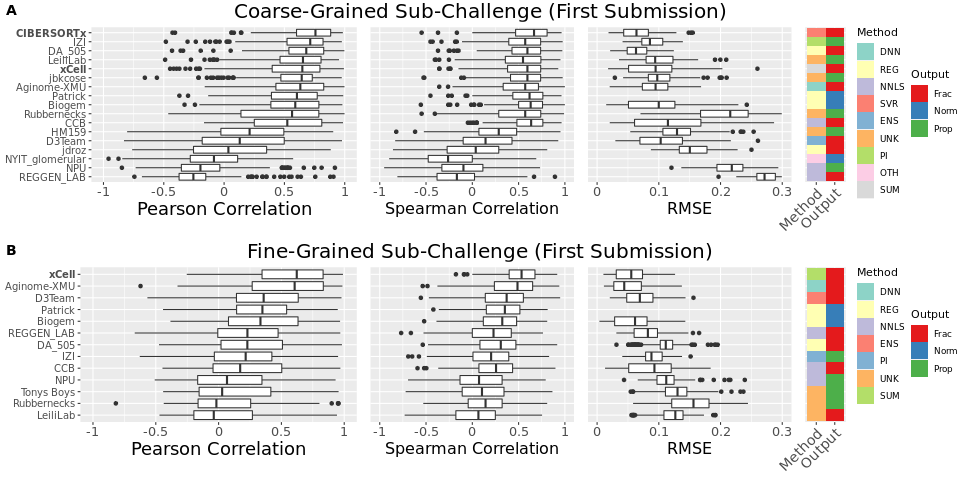 A
Coarse-Grained Sub-Challenge (First Submission)
CIBERSORTx
IZI
DA_505
LeiliLab
xCell
jbkcose
Aginome-XMU
Patrick
Biogem
Rubbernecks
CCB
HM159
D3Team
jdroz
NYIT_glomerular
NPU
REGGEN_LAB
-1 -0.5 0 0.5 1
Pearson Correlation
-1 -0.5 0 0.5 1
Spearman Correlation
0 0.1 0.2 0.3
RMSE
Method
Output
Method
DNN
REG
NNLS
SVR
ENS
UNK
PI
OTH
SUM
Output
Frac
Norm
Prop
B
Fine-Grained Sub-Challenge (First Submission)
xCell
Aginome-XMU
D3Team
Patrick
Biogem
REGGEN_LAB
DA_505
IZI
CCB
NPU
Tonys Boys
Rubbernecks
LeiliLab
-1 -0.5 0 0.5 1
Pearson Correlation
-1 -0.5 0 0.5 1
Spearman Correlation
0 0.1 0.2 0.3
RMSE
Method
Output
Method
DNN
REG
NNLS
ENS
PI
UNK
SUM
Output
Frac
Norm
Prop